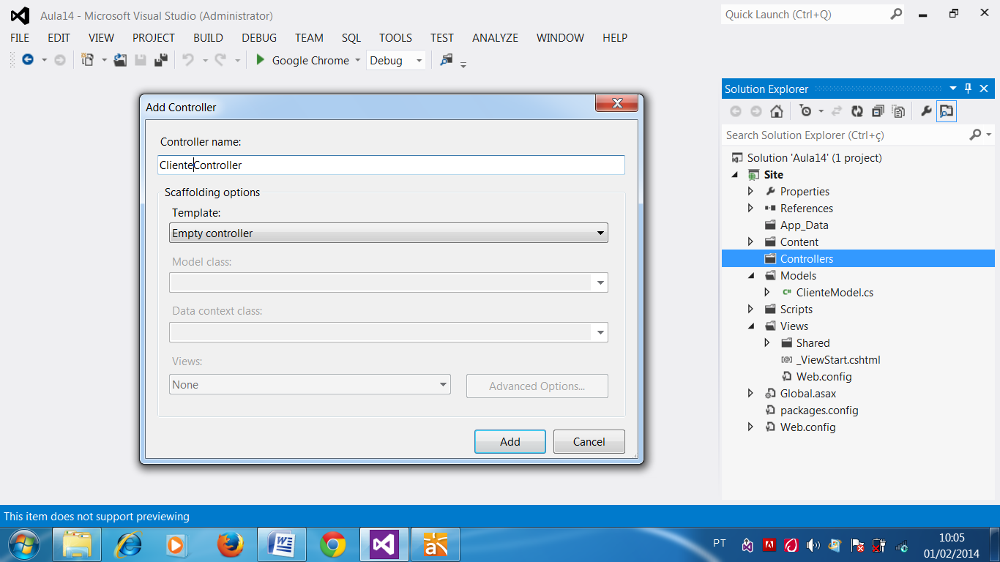 Aula14 - Microsoft Visual Studio (Administrator)
Quick Launch (Ctrl+Q)
FILE EDIT VIEW PROJECT BUILD DEBUG TEAM SQL TOOLS TEST ANALYZE WINDOW HELP
Google Chrome Debug
Add Controller
Controller name:
ClienteController
Scaffolding options
Template:
Empty controller
Model class:
Data context class:
Views:
None
Advanced Options...
Add Cancel
Solution Explorer
Search Solution Explorer (Ctrl+ç)
Solution 'Aula14' (1 project)
Site
Properties
References
App_Data
Content
Controllers
Models
C# ClienteModel.cs
Scripts
Views
Shared
[@] _ViewStart.cshtml
Web.config
Global.asax
packages.config
Web.config
This item does not support previewing
PT
10:05
01/02/2014